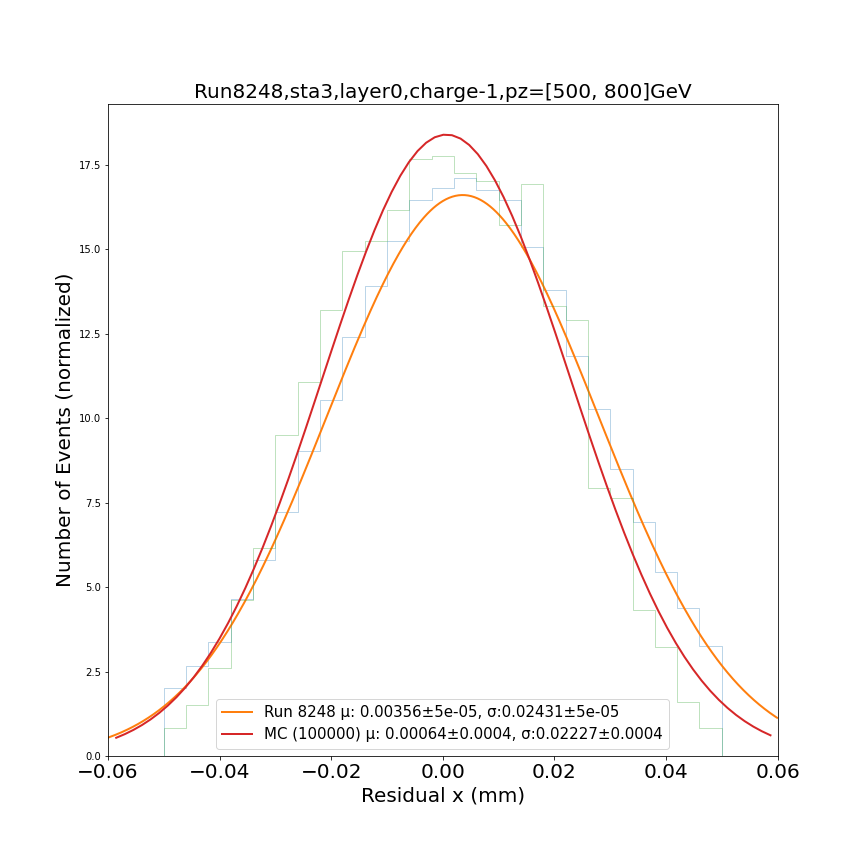 Run8248,sta3,layer0,charge-1,pz=[500, 800]GeV
Number of Events (normalized)
17.5
15.0
12.5
10.0
7.5
5.0
2.5
0.0
Run 8248 μ: 0.00356±5e-05, σ:0.02431±5e-05
MC (100000) μ: 0.00064±0.0004, σ:0.02227±0.0004
−0.06 −0.04 −0.02 0.00 0.02 0.04 0.06
Residual x (mm)